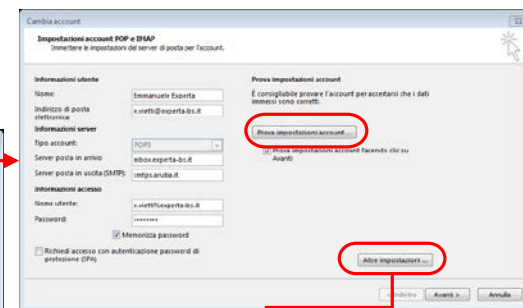 Cambia account
Impostazioni account POP e IMAP
Immettere le impostazioni del server di posta per l'account.
Informazioni utente
Nome:
Emmanuele Experta
Indirizzo di posta elettronica:
e.vietti@experta-bs.it
Informazioni server
Tipo account:
POP3
Server posta in arrivo:
mbox.experta-bs.it
Server posta in uscita (SMTP):
smtps.aruba.it
Informazioni accesso
Nome utente:
e.vietti@experta-bs.it
Password:
********
Memorizza password
Richiedi accesso con autenticazione password di
protezione (SPA)
Prova impostazioni account
È consigliabile provare l'account per accertarsi che i dati
immessi siano corretti.
Prova impostazioni account ...
Prova impostazioni account facendo clic su
Avanti
Altre impostazioni ...
< Indietro
Avanti >
Annulla